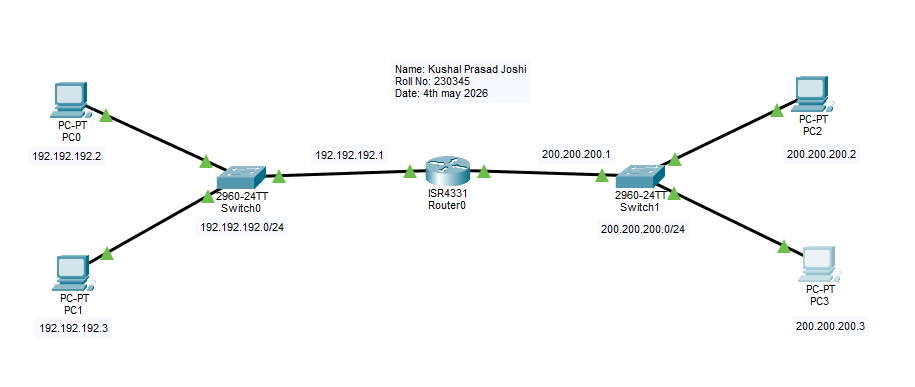 Name: Kushal Prasad Joshi
Roll No: 230345
Date: 4th may 2026
PC-PT
PC0
192.192.192.2
PC-PT
PC1
192.192.192.3
2960-24TT
Switch0
192.192.192.0/24
192.192.192.1
ISR4331
Router0
200.200.200.1
2960-24TT
Switch1
200.200.200.0/24
PC-PT
PC2
200.200.200.2
PC-PT
PC3
200.200.200.3